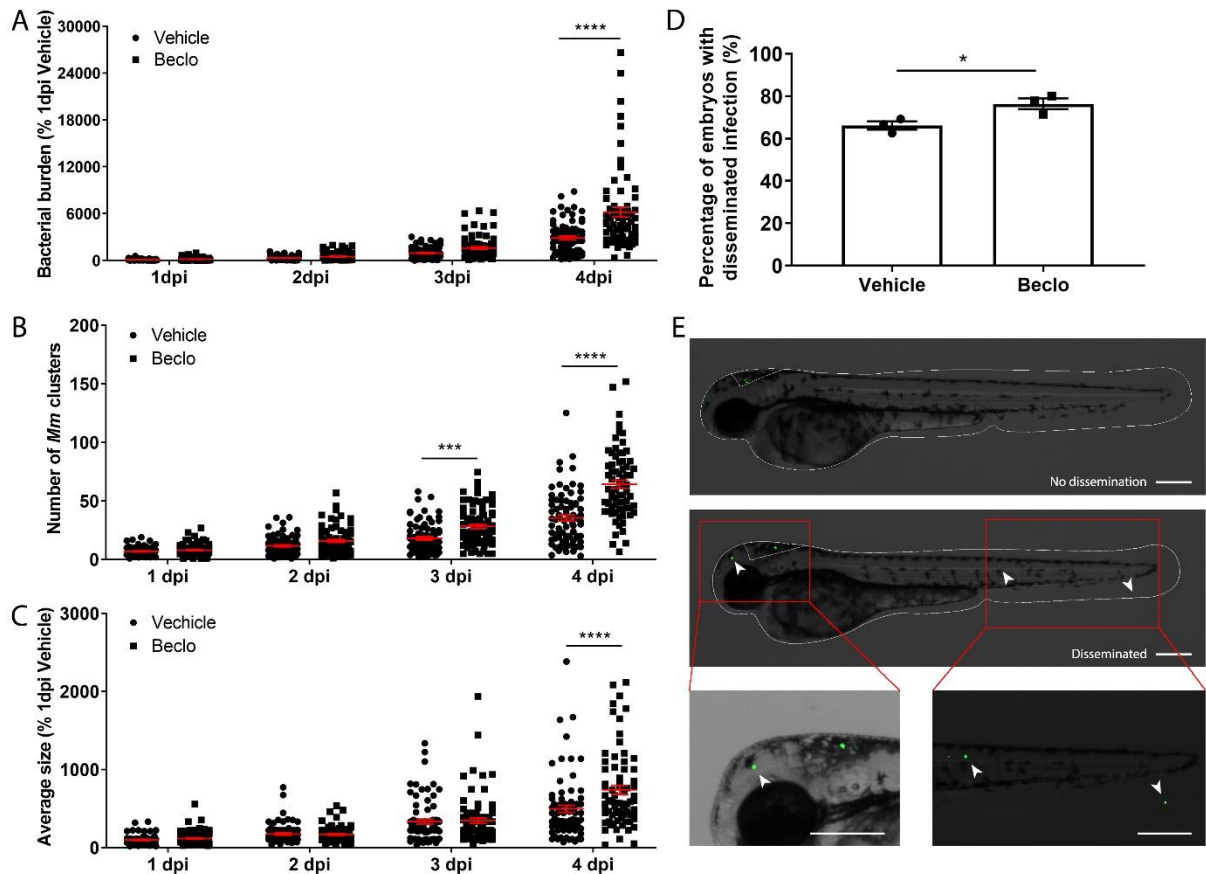 A
Bacterial burden (% 1dpi Vehicle)
30000
24000
18000
12000
6000
0
Vehicle
Beclo
****
1dpi
2dpi
3dpi
4dpi
B
Number of Mm clusters
200
150
100
50
0
Vehicle
Beclo
***
****
1 dpi
2 dpi
3 dpi
4 dpi
C
Average size (% 1dpi Vehicle)
3000
2000
1000
0
Vechicle
Beclo
****
1 dpi
2 dpi
3 dpi
4 dpi
D
Percentage of embryos with
disseminated infection (%)
100
80
60
40
20
0
*
Vehicle
Beclo
E
No dissemination
Disseminated